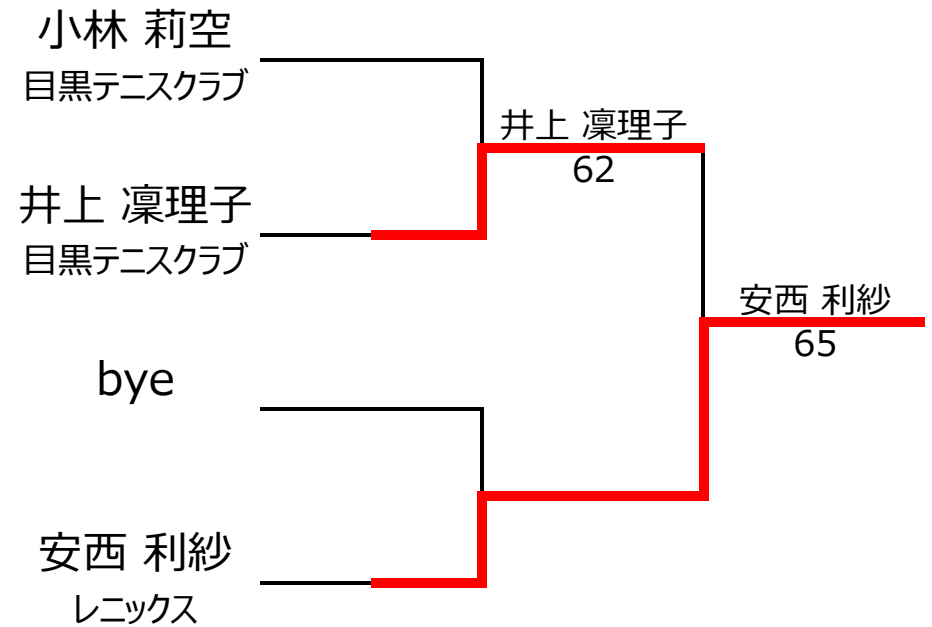 小林 莉空
目黒テニスクラブ
井上 凜理子
目黒テニスクラブ
bye
安西 利紗
レニックス
井上 凜理子
62
安西 利紗
65